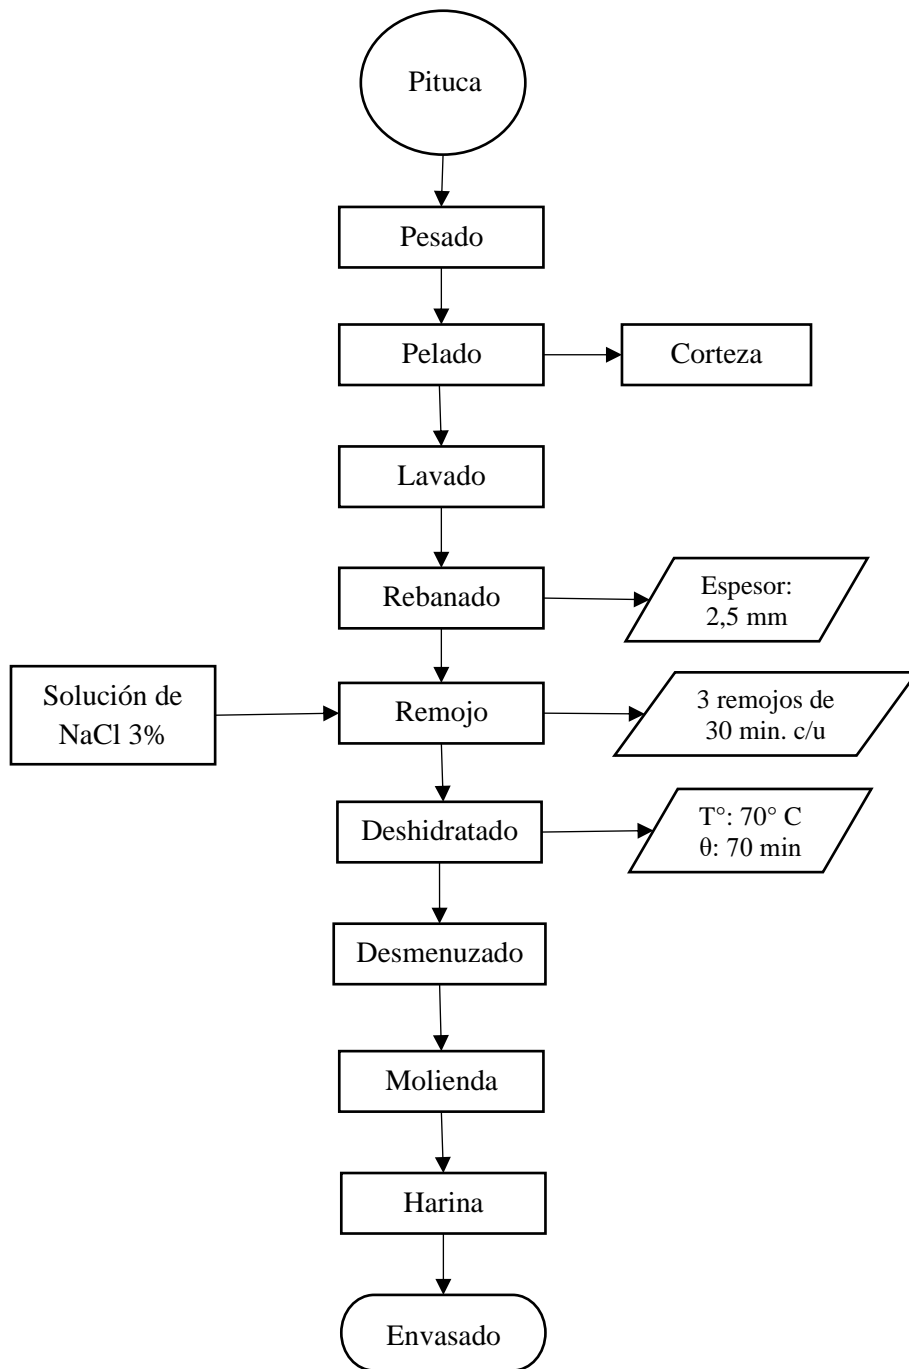 Pituca
Pesado
Pelado
Corteza
Lavado
Rebanado
Espesor:
2,5 mm
Solución de
NaCl 3%
Remojo
3 remojos de
30 min. c/u
Deshidratado
T°: 70° C
θ: 70 min
Desmenuzado
Molienda
Harina
Envasado